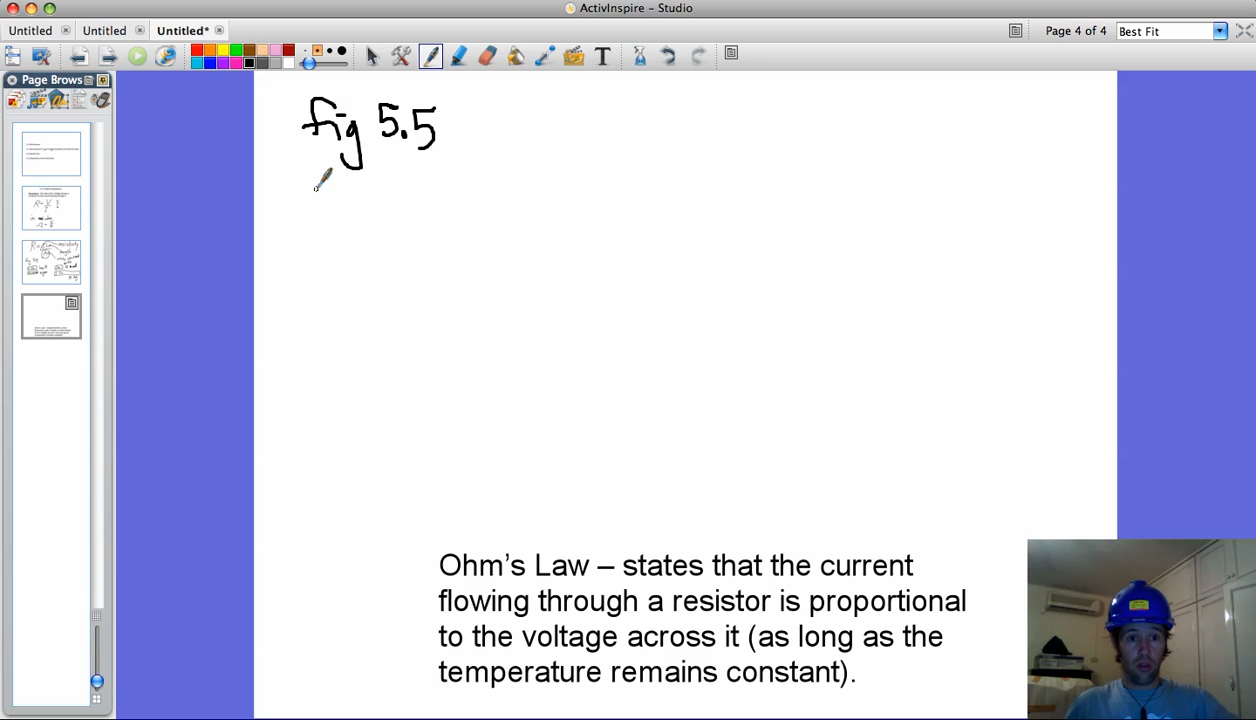 ActivInspire – Studio
Untitled
Untitled
Untitled*
Page 4 of 4
Best Fit
Page Brows
fig 5.5
Ohm's Law – states that the current
flowing through a resistor is proportional
to the voltage across it (as long as the
temperature remains constant).